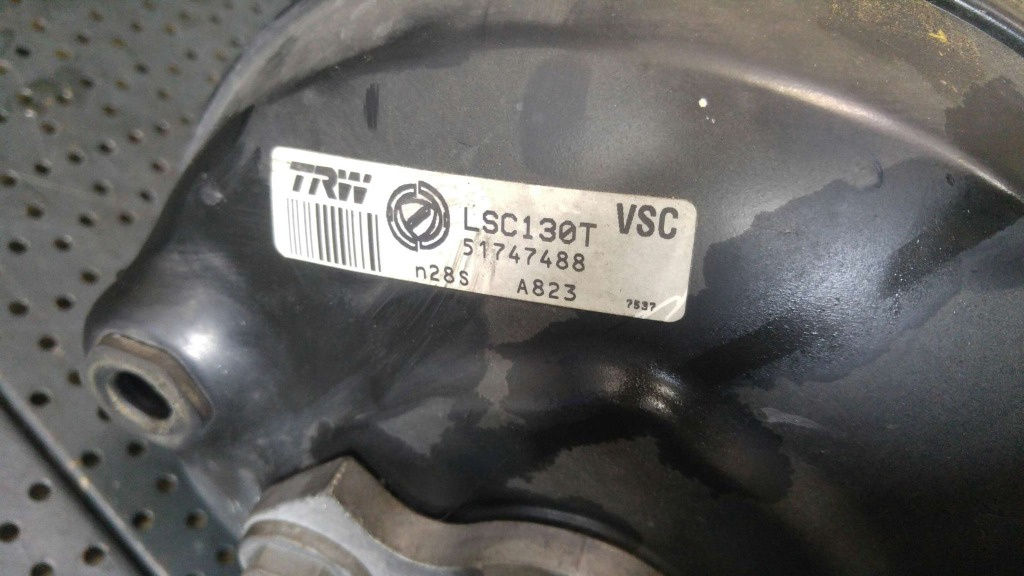 TRW
LSC130T VSC
51747488
n28S A823
7537